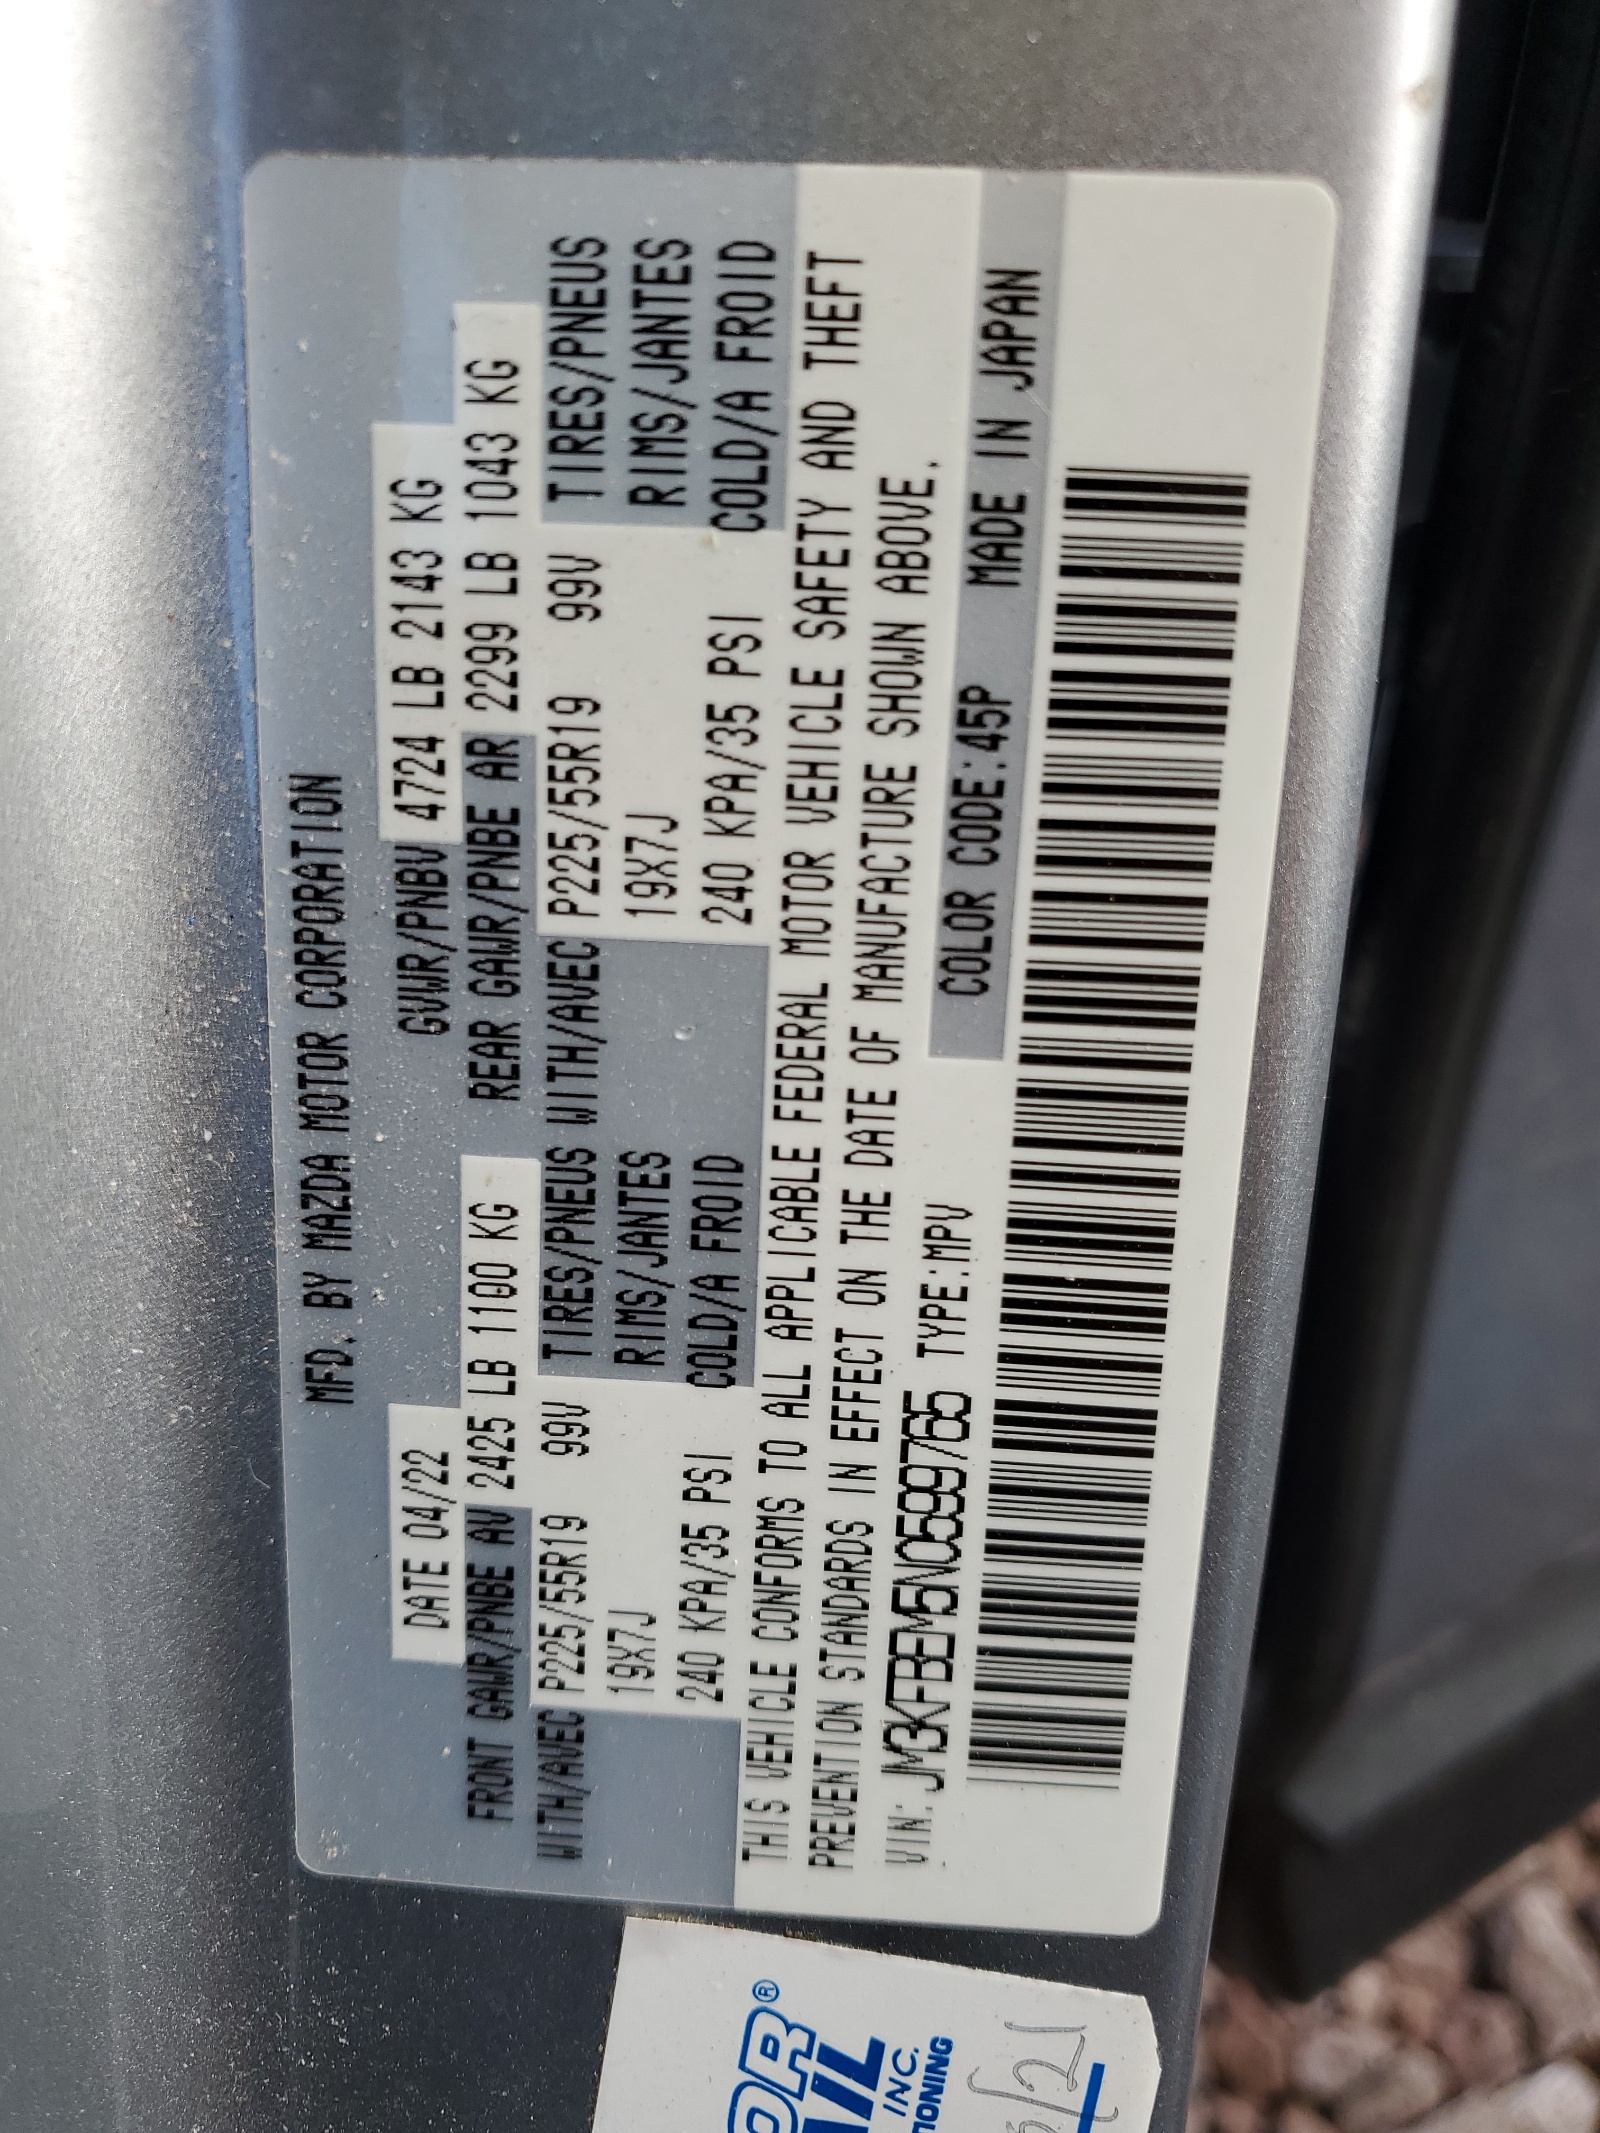 MFD. BY MAZDA MOTOR CORPORATION
DATE 04/22 GVWR/PNBV 4724 LB 2143 KG
FRONT GAWR/PNBE AV 2425 LB 1100 KG REAR GAWR/PNBE AR 2299 LB 1043 KG
WITH/AVEC P225/55R19 99V TIRES/PNEUS WITH/AVEC P225/55R19 99V TIRES/PNEUS
19X7J RIMS/JANTES 19X7J RIMS/JANTES
240 KPA/35 PSI COLD/A FROID 240 KPA/35 PSI COLD/A FROID
THIS VEHICLE CONFORMS TO ALL APPLICABLE FEDERAL MOTOR VEHICLE SAFETY AND THEFT
PREVENTION STANDARDS IN EFFECT ON THE DATE OF MANUFACTURE SHOWN ABOVE.
VIN: JM3KFBEM5N0599765 TYPE:MPV COLOR CODE:45P MADE IN JAPAN
INC.